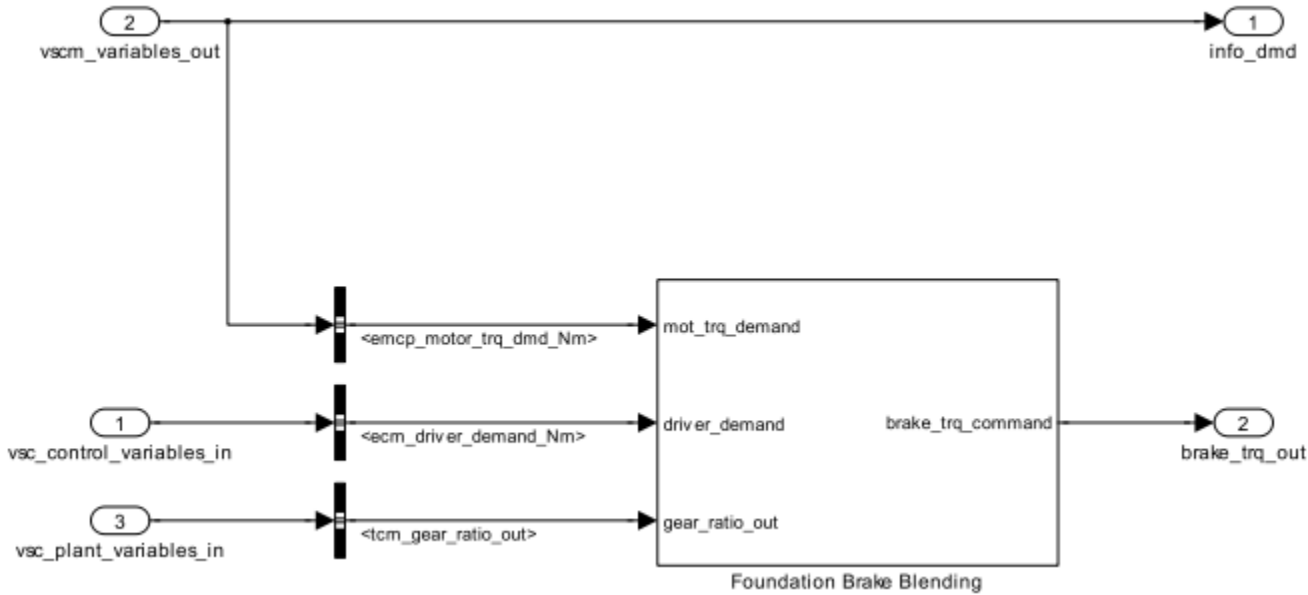 2
vscm_variables_out
1
info_dmd
mot_trq_demand
<emcp_motor_trq_dmd_Nm>
1
vsc_control_variables_in
driver_demand
<ecm_driver_demand_Nm>
brake_trq_command
2
brake_trq_out
3
vsc_plant_variables_in
gear_ratio_out
<tcm_gear_ratio_out>
Foundation Brake Blending